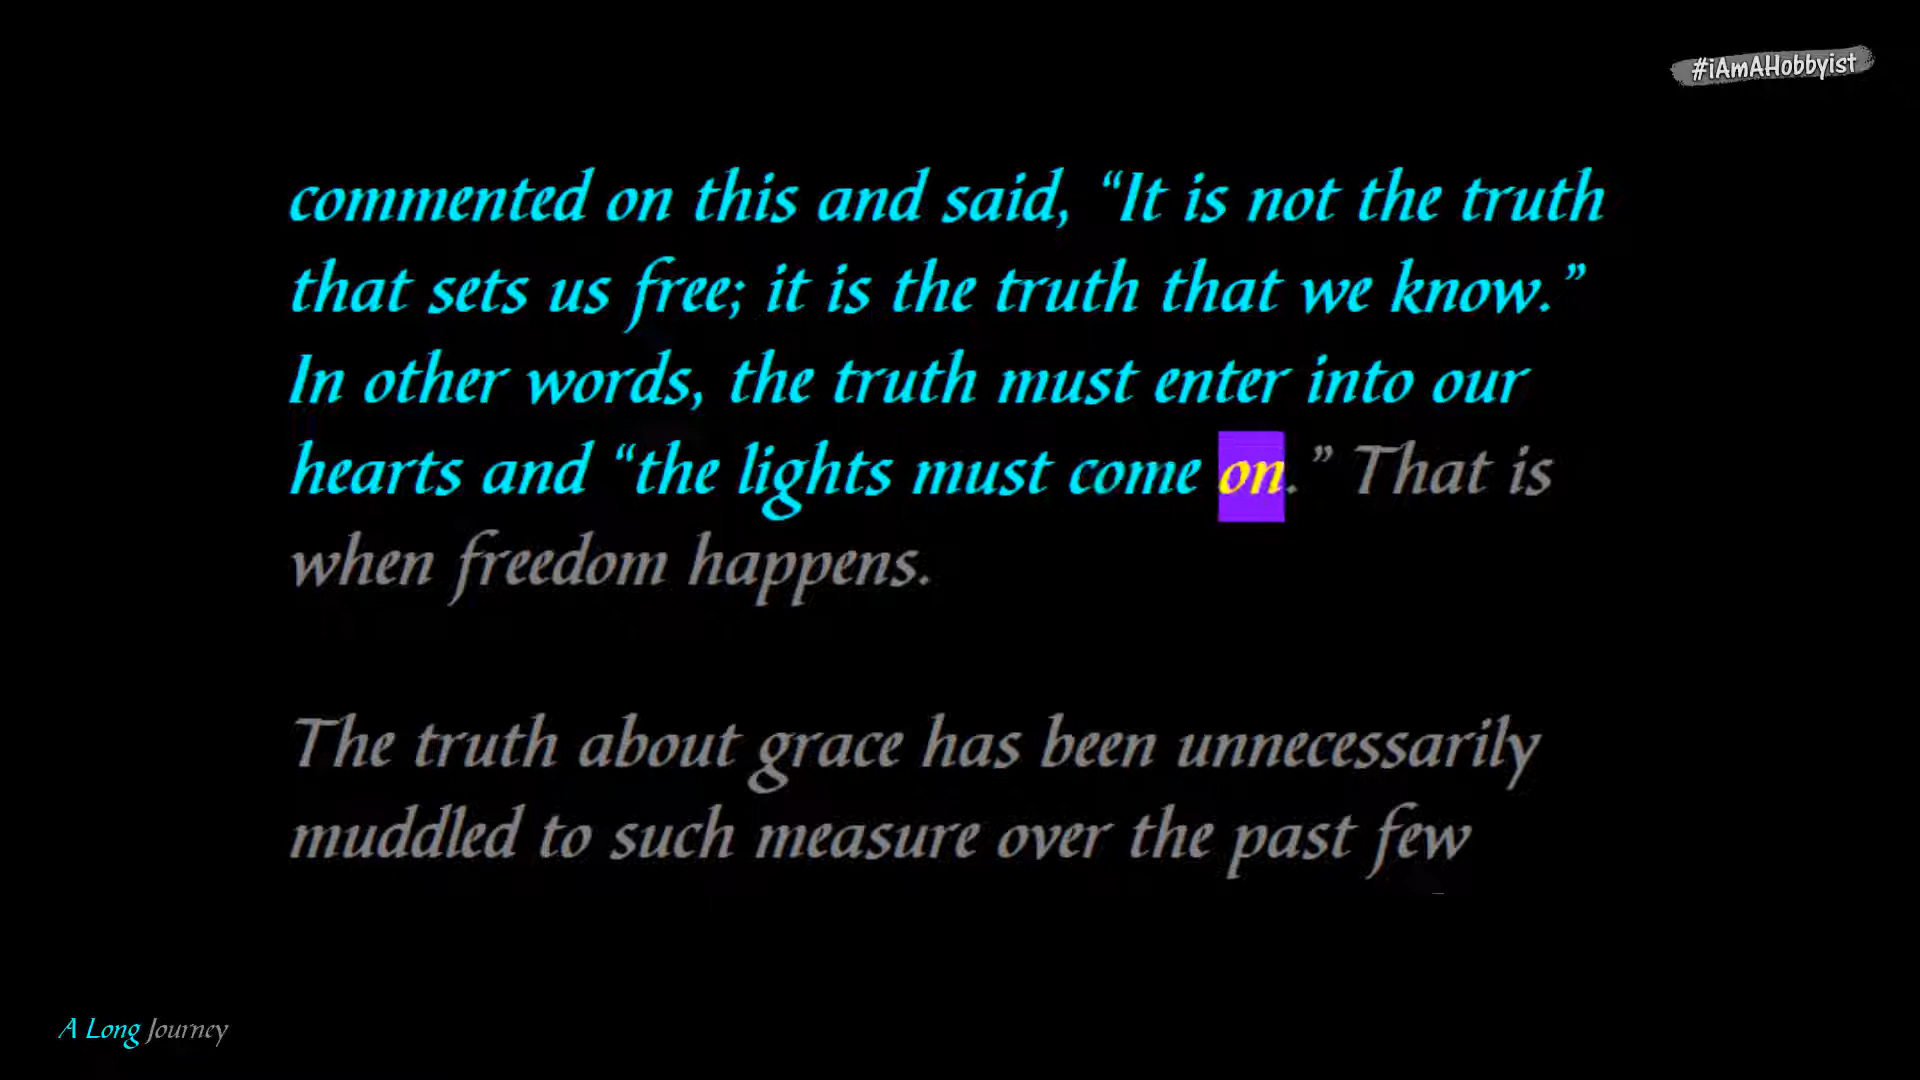 #iAmAHobbyist
commented on this and said, “It is not the truth
that sets us free; it is the truth that we know.”
In other words, the truth must enter into our
hearts and “the lights must come on.” That is
when freedom happens.
The truth about grace has been unnecessarily
muddled to such measure over the past few
A Long Journey